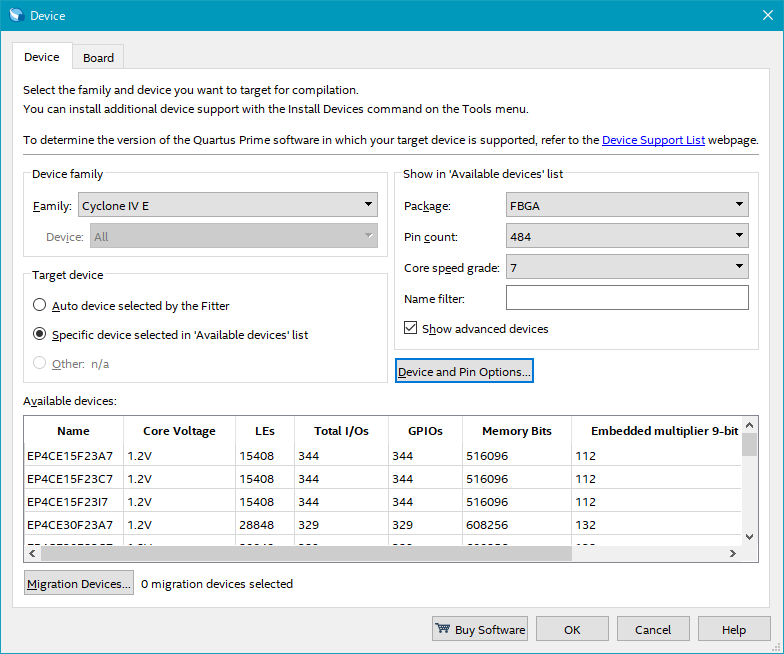 Device
Device Board
Select the family and device you want to target for compilation.
You can install additional device support with the Install Devices command on the Tools menu.
To determine the version of the Quartus Prime software in which your target device is supported, refer to the Device Support List webpage.
Device family
Family: Cyclone IV E
Device: All
Target device
Auto device selected by the Fitter
Specific device selected in 'Available devices' list
Other: n/a
Show in 'Available devices' list
Package: FBGA
Pin count: 484
Core speed grade: 7
Name filter:
Show advanced devices
Device and Pin Options...
Available devices:
Name Core Voltage LEs Total I/Os GPIOs Memory Bits Embedded multiplier 9-bit
EP4CE15F23A7 1.2V 15408 344 344 516096 112
EP4CE15F23C7 1.2V 15408 344 344 516096 112
EP4CE15F23I7 1.2V 15408 344 344 516096 112
EP4CE30F23A7 1.2V 28848 329 329 608256 132
Migration Devices... 0 migration devices selected
Buy Software OK Cancel Help